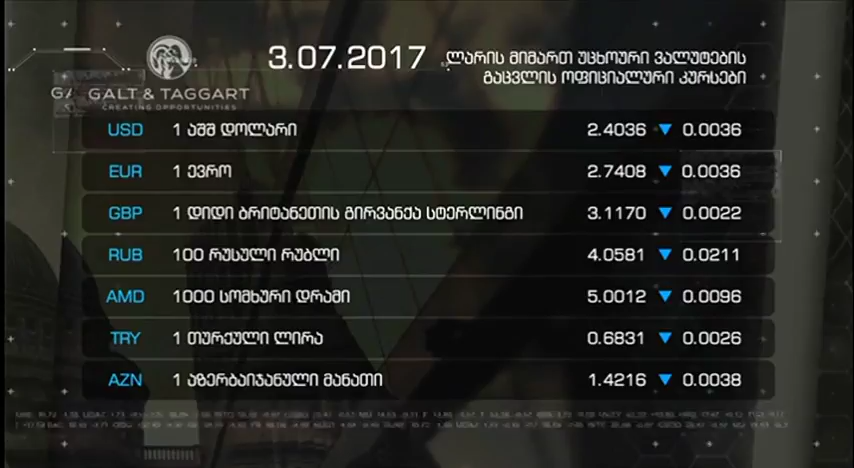 3.07.2017
ლარის მიმართ უცხოური ვალუტების
გაცვლის ოფიციალური კურსები
GALT & TAGGART
CREATING OPPORTUNITIES
USD 1 აშშ დოლარი 2.4036 ▼ 0.0036
EUR 1 ევრო 2.7408 ▼ 0.0036
GBP 1 დიდი ბრიტანეთის გირვანქა სტერლინგი 3.1170 ▼ 0.0022
RUB 100 რუსული რუბლი 4.0581 ▼ 0.0211
AMD 1000 სომხური დრამი 5.0012 ▼ 0.0096
TRY 1 თურქული ლირა 0.6831 ▼ 0.0026
AZN 1 აზერბაიჯანული მანათი 1.4216 ▼ 0.0038